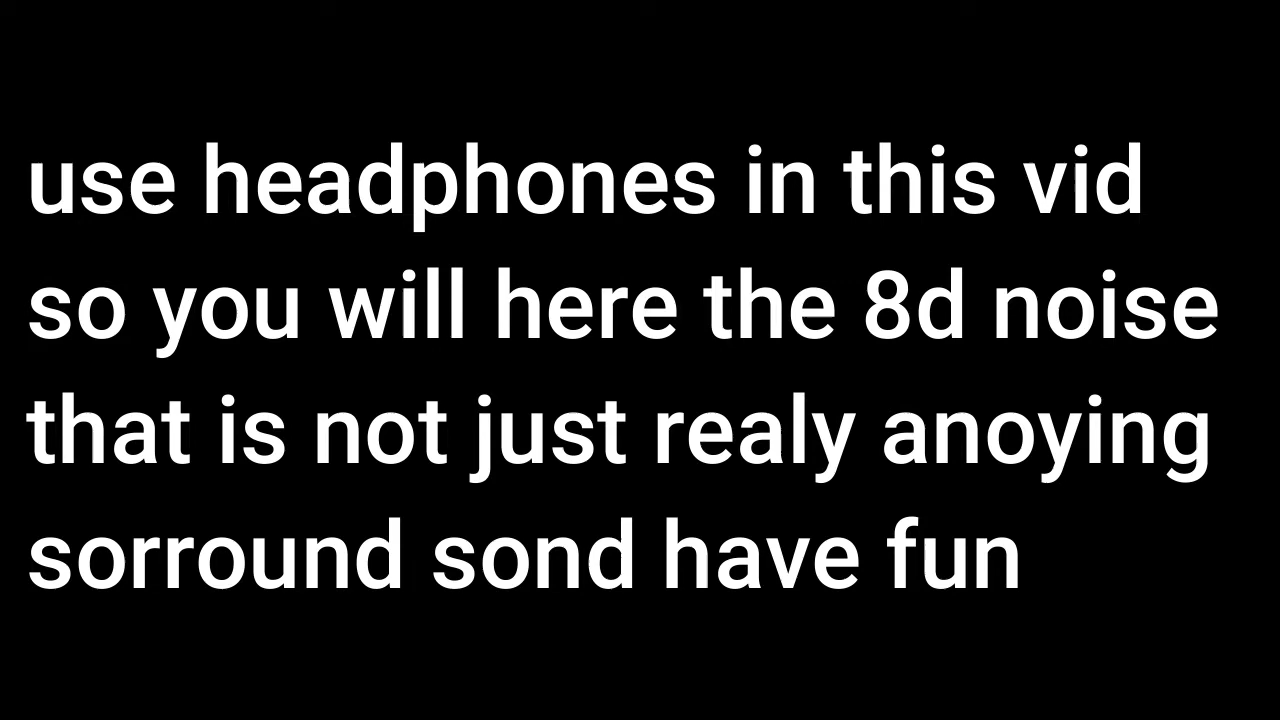 use headphones in this vid
so you will here the 8d noise
that is not just realy anoying
sorround sond have fun